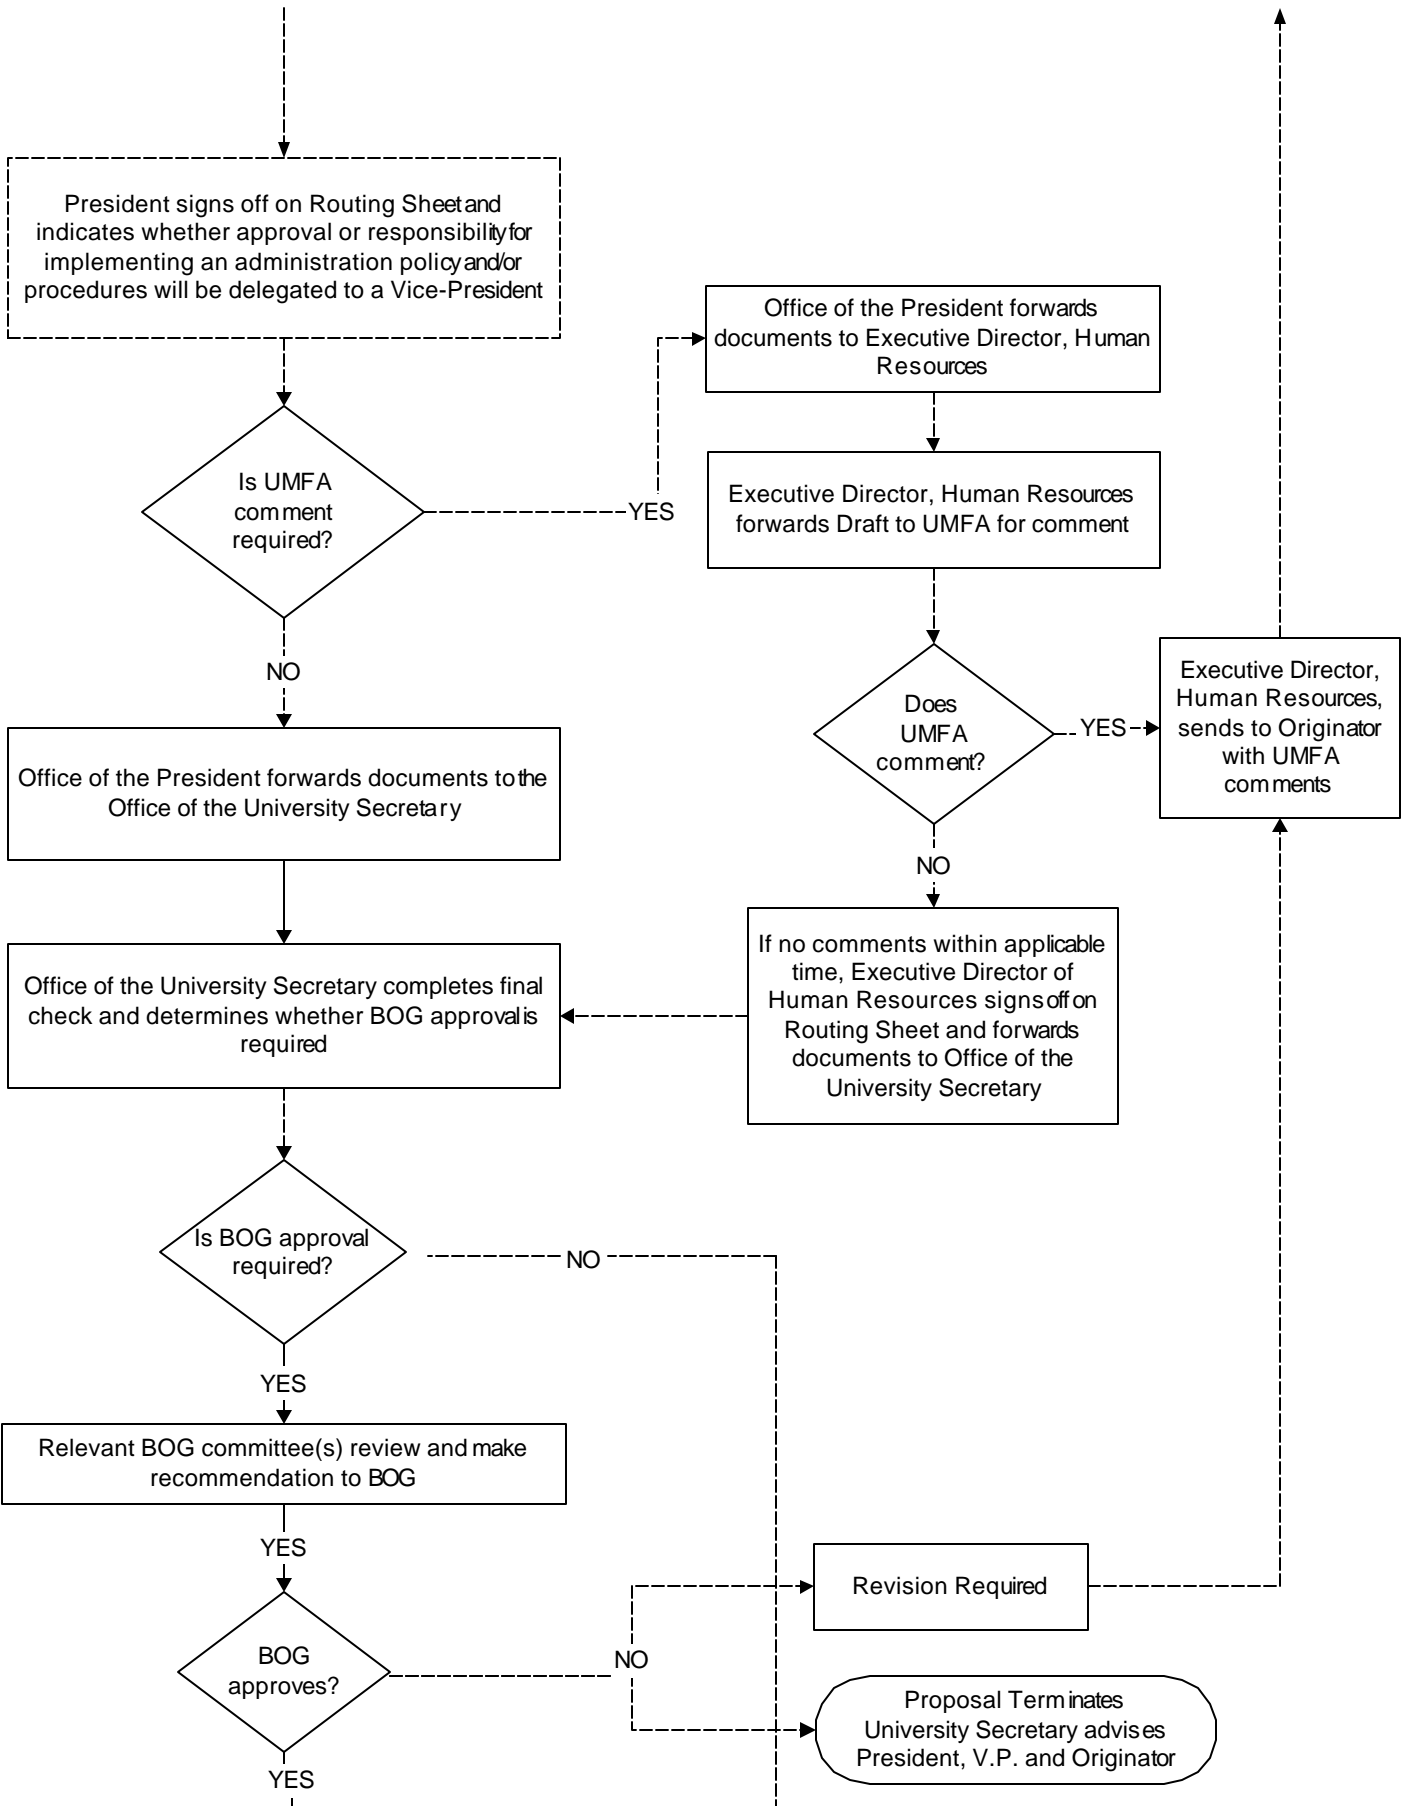 President signs off on Routing Sheet and
indicates whether approval or responsibility for
implementing an administration policy and/or
procedures will be delegated to a Vice-President
Office of the President forwards
documents to Executive Director, Human
Resources
Is UMFA
comment
required?
YES
Executive Director, Human Resources
forwards Draft to UMFA for comment
NO
Does
UMFA
comment?
YES
Executive Director,
Human Resources,
sends to Originator
with UMFA
comments
Office of the President forwards documents to the
Office of the University Secretary
NO
If no comments within applicable
time, Executive Director of
Human Resources signs off on
Routing Sheet and forwards
documents to Office of the
University Secretary
Office of the University Secretary completes final
check and determines whether BOG approval is
required
Is BOG approval
required?
NO
YES
Relevant BOG committee(s) review and make
recommendation to BOG
YES
Revision Required
BOG
approves?
NO
Proposal Terminates
University Secretary advises
President, V.P. and Originator
YES